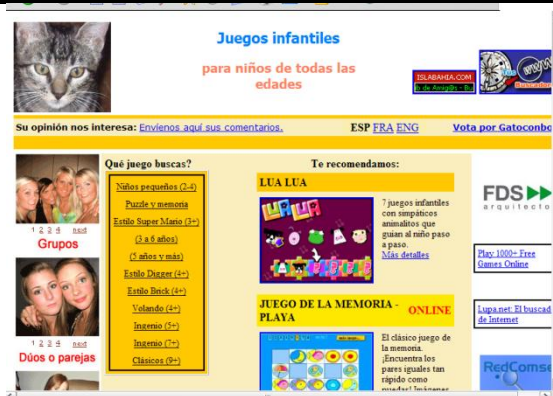 Juegos infantiles
para niños de todas las
edades
ISLABAHIA.COM
Su opinión nos interesa: Envíenos aquí sus comentarios.
ESP FRA ENG
Vota por Gatoconbo
1 2 3 4 next
Grupos
1 2 3 4 next
Dúos o parejas
Qué juego buscas?
Niños pequeños (2-4)
Puzzle y memoria
Estilo Super Mario (3+)
(3 a 6 años)
(5 años y más)
Estilo Digger (4+)
Estilo Brick (4+)
Volando (4+)
Ingenio (5+)
Ingenio (7+)
Clásicos (9+)
Te recomendamos:
LUA LUA
LUALUA
7 juegos infantiles
con simpáticos
animalitos que
guian al niño paso
a paso.
Más detalles
JUEGO DE LA MEMORIA -
PLAYA
ONLINE
El clásico juego de
la memoria.
¡Encuentra los
pares iguales tan
rápido como
puedas! Imágenes
FDS
arquitecto
Play 1000+ Free
Games Online
Lupa.net: El buscad
de Internet
RedComse